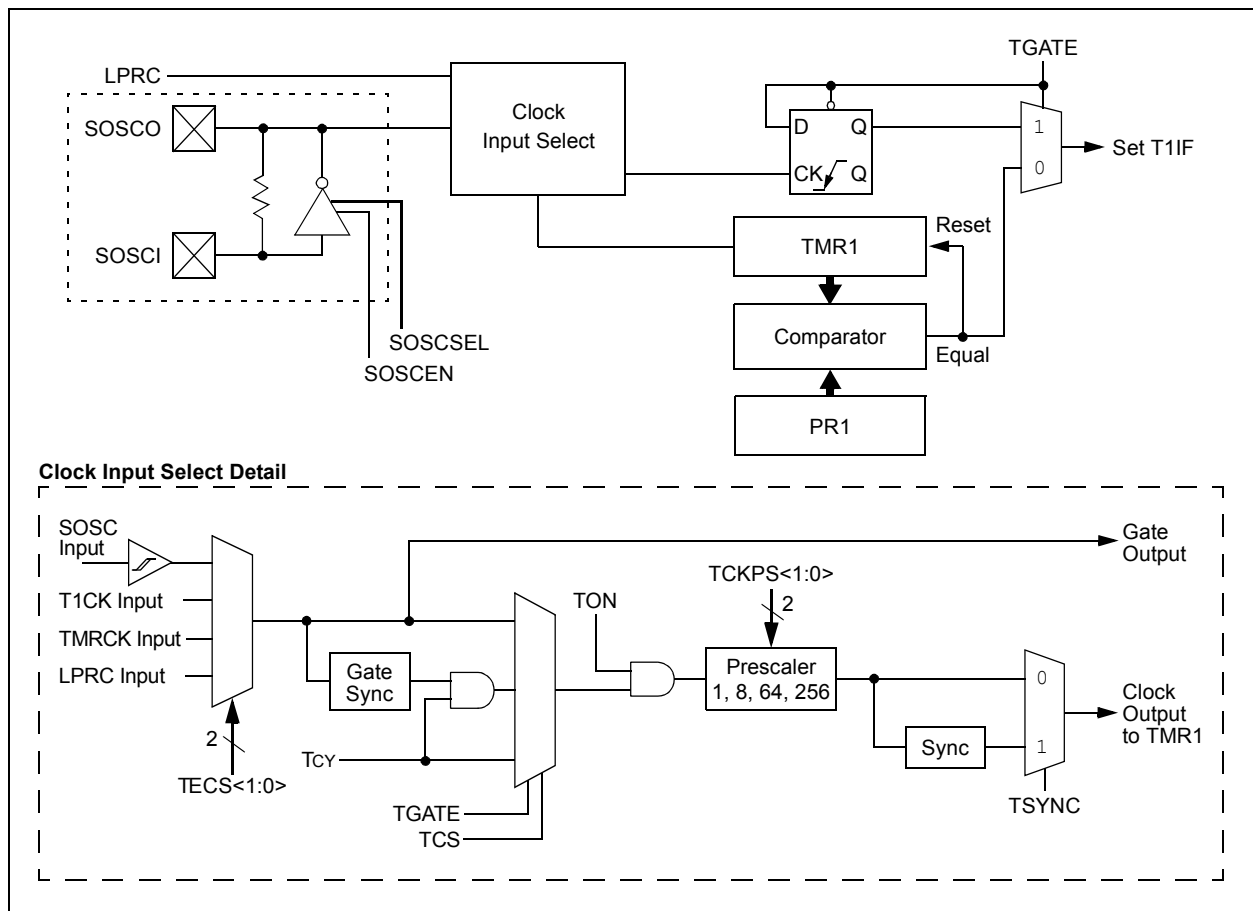 TGATE
LPRC
SOSCO
SOSCI
Clock
Input Select
D Q
CK Q
1
0
Set T1IF
Reset
TMR1
Comparator
Equal
PR1
SOSCSEL
SOSCEN
Clock Input Select Detail
SOSC
Input
T1CK Input
TMRCK Input
LPRC Input
2
TECS<1:0>
Gate
Sync
TCY
TGATE
TCS
TON
TCKPS<1:0>
2
Prescaler
1, 8, 64, 256
Sync
0
1
TSYNC
Gate
Output
Clock
Output
to TMR1